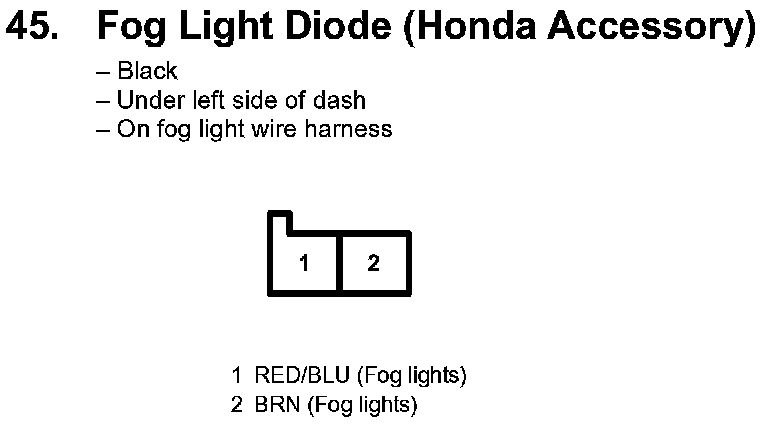 45. Fog Light Diode (Honda Accessory)
– Black
– Under left side of dash
– On fog light wire harness
1 2
1 RED/BLU (Fog lights)
2 BRN (Fog lights)